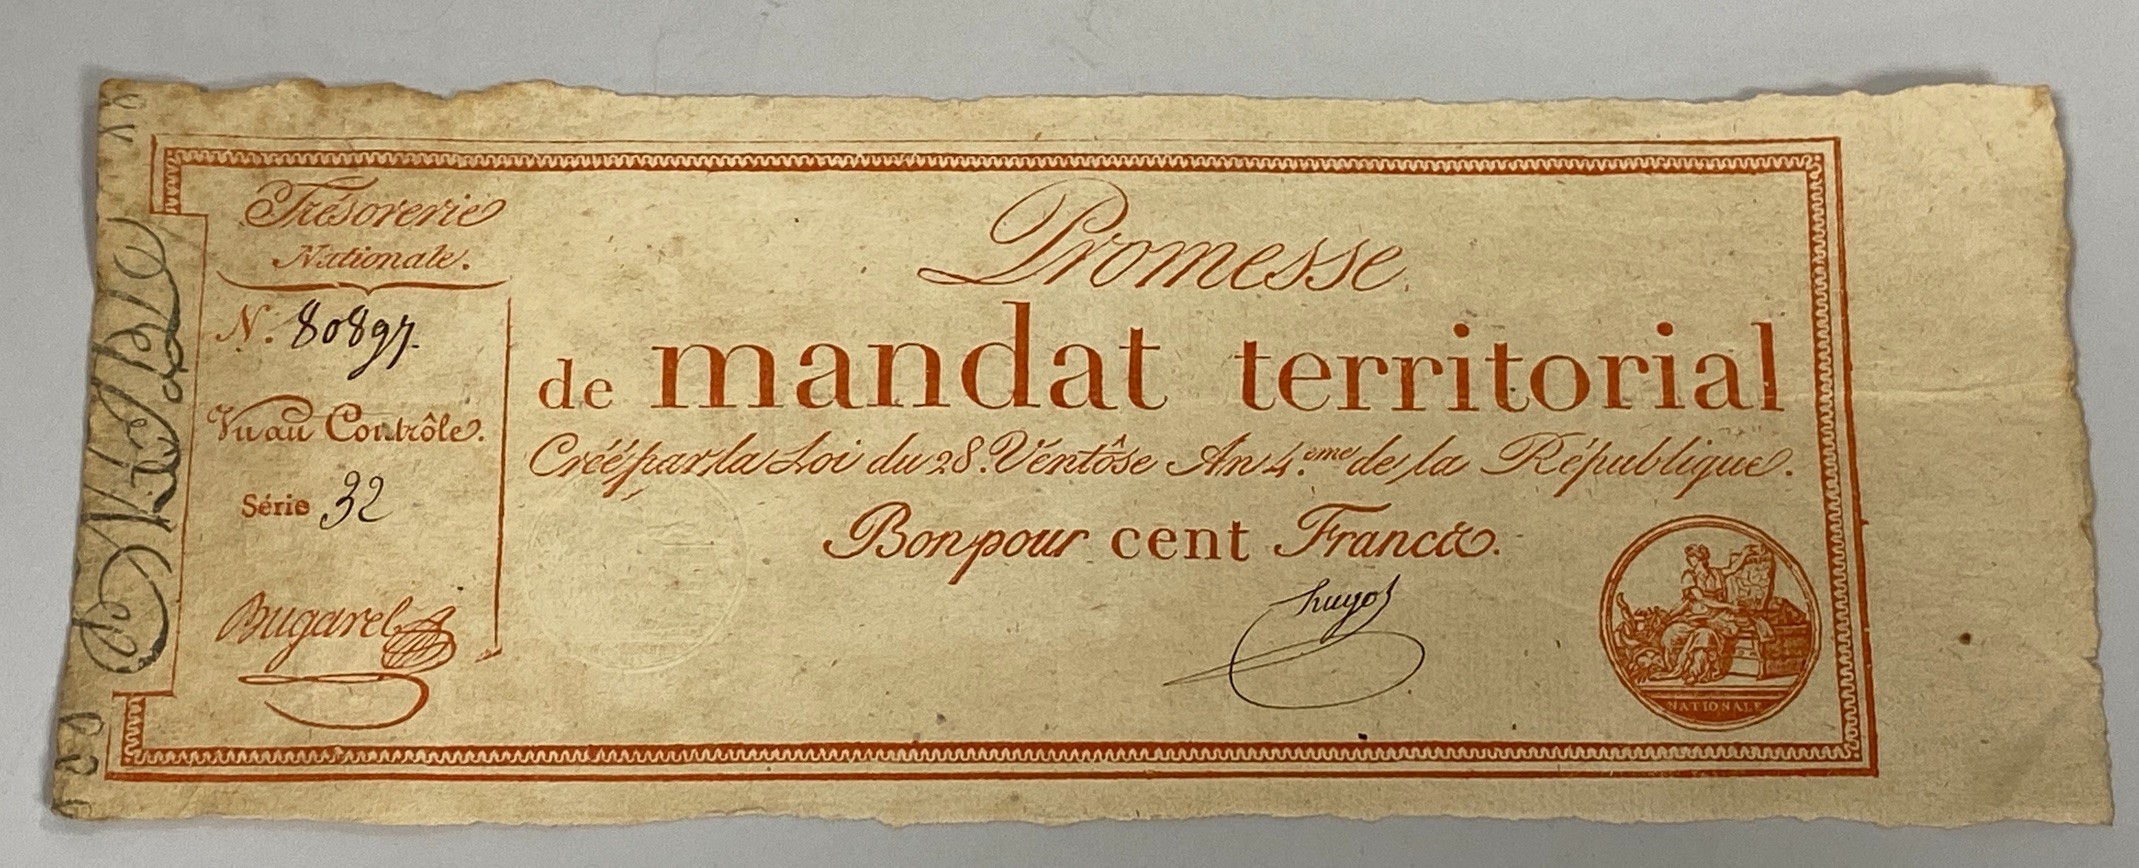 Trésorerie
Nationale.
N. 80897.
Vu au Contrôle.
Série 32
Bugarel
Promesse
de mandat territorial
Créé par la Loi du 28. Ventôse An 4.eme de la République.
Bon pour cent Francs.
hugos
NATIONALE